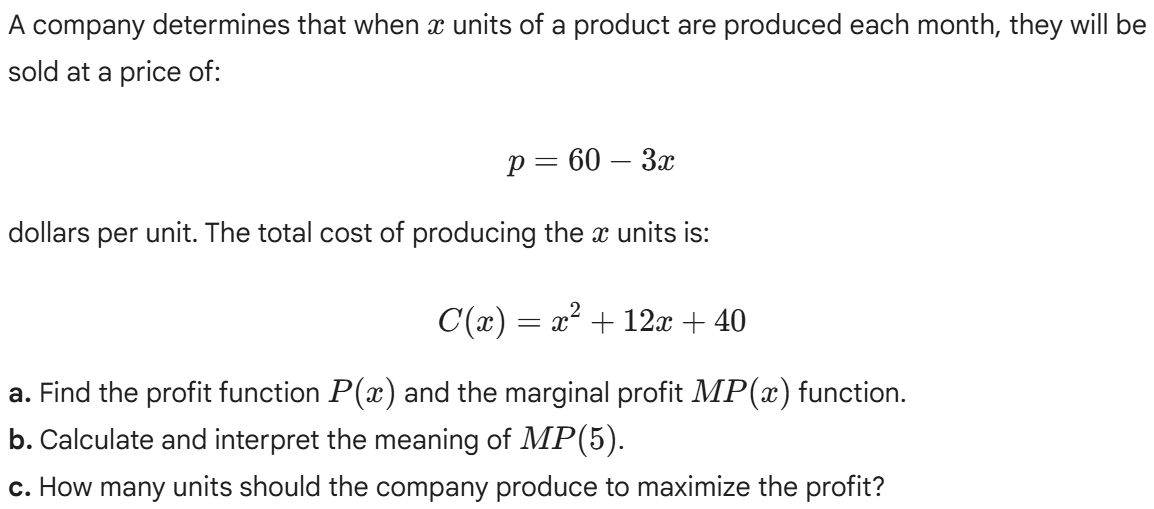 A company determines that when x units of a product are produced each month, they will be
sold at a price of:
p = 60 − 3x
dollars per unit. The total cost of producing the x units is:
C(x) = x² + 12x + 40
a. Find the profit function P(x) and the marginal profit MP(x) function.
b. Calculate and interpret the meaning of MP(5).
c. How many units should the company produce to maximize the profit?